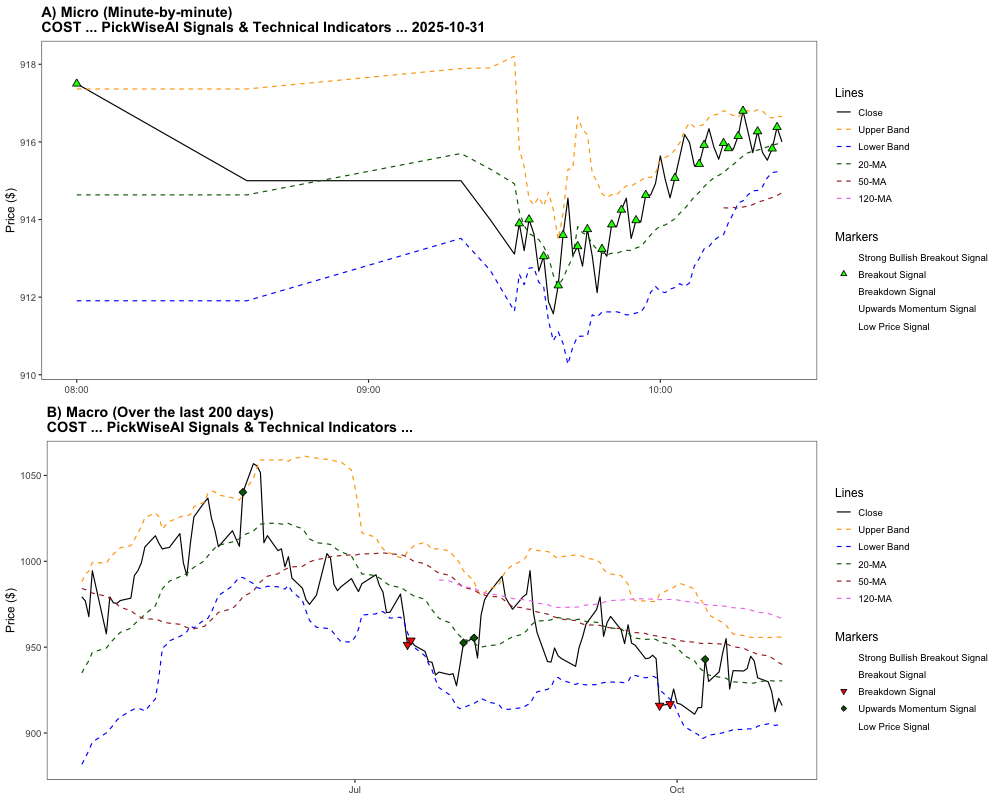 A) Micro (Minute-by-minute)
COST ... PickWiseAI Signals & Technical Indicators ... 2025-10-31
Price ($)
918
916
914
912
910
08:00
09:00
10:00
Lines
Close
Upper Band
Lower Band
20-MA
50-MA
120-MA
Markers
Strong Bullish Breakout Signal
Breakout Signal
Breakdown Signal
Upwards Momentum Signal
Low Price Signal
B) Macro (Over the last 200 days)
COST ... PickWiseAI Signals & Technical Indicators ...
Price ($)
1050
1000
950
900
Jul
Oct
Lines
Close
Upper Band
Lower Band
20-MA
50-MA
120-MA
Markers
Strong Bullish Breakout Signal
Breakout Signal
Breakdown Signal
Upwards Momentum Signal
Low Price Signal